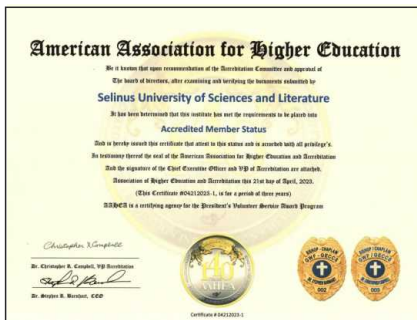 American Association for Higher Education
Be it known that upon recommendation of the Accreditation Committee and approval of
The board of directors, after examining and verifying the documents submitted by
Selinus University of Sciences and Literature
It has been determined that this institute has met the requirements to be placed into
Accredited Member Status
And is hereby issued this certificate that attest to this status and is accorded with all privilege's.
In testimony thereof the seal of the American Association for Higher Education and Accreditation
And the signature of the Chief Executive Officer and VP of Accreditation are attached.
Association of Higher Education and Accreditation this 21st day of April, 2023.
(This Certificate #04212023-1, is for a period of three years)
AAHEA is a certifying agency for the President's Volunteer Service Award Program
Dr. Christopher R. Campbell, VP Accreditation
Dr. Stephen R. Barnhart, CEO
140
AAHEA
002
Certificate # 04212023-1